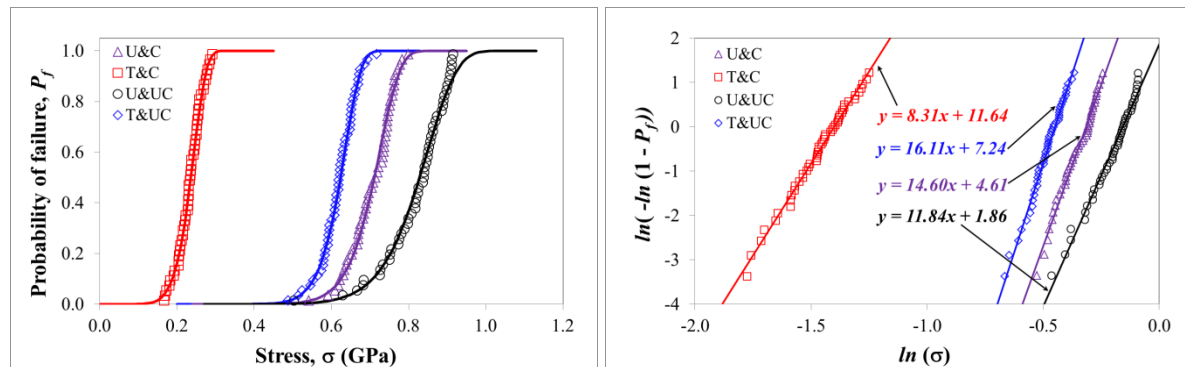 Probability of failure, P_f
1.0
0.8
0.6
0.4
0.2
0.0
U&C
T&C
U&UC
T&UC
0.0 0.2 0.4 0.6 0.8 1.0 1.2
Stress, σ (GPa)
ln( -ln (1 - P_f))
2
1
0
-1
-2
-3
-4
U&C
T&C
U&UC
T&UC
y = 8.31x + 11.64
y = 16.11x + 7.24
y = 14.60x + 4.61
y = 11.84x + 1.86
-2.0 -1.5 -1.0 -0.5 0.0
ln (σ)